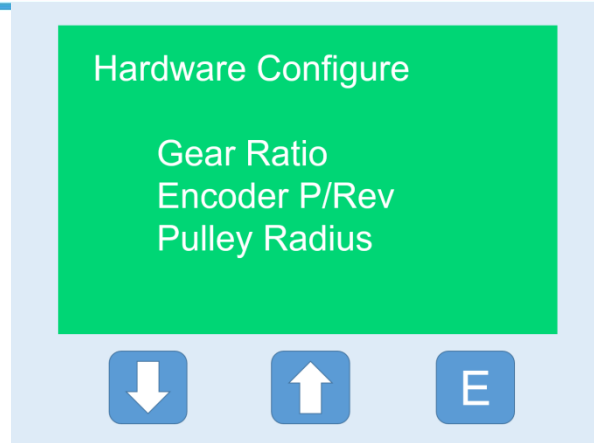 Hardware Configure
Gear Ratio
Encoder P/Rev
Pulley Radius
E